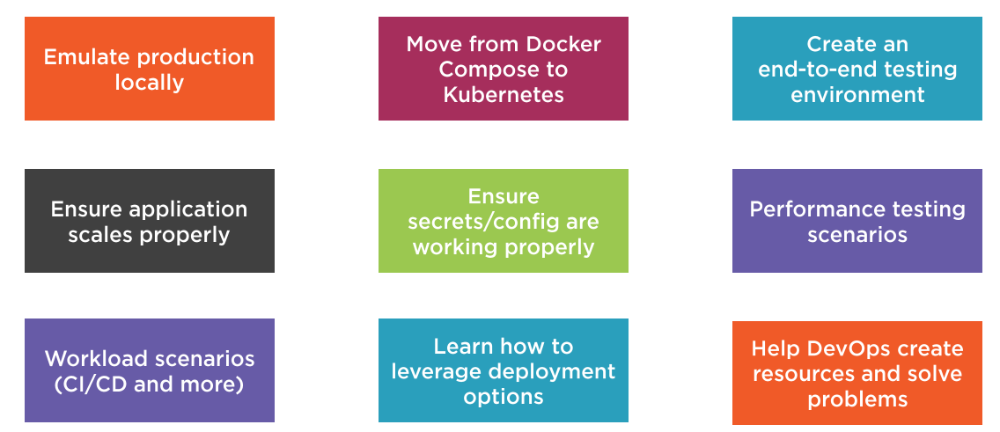 Emulate production
locally
Move from Docker
Compose to
Kubernetes
Create an
end-to-end testing
environment
Ensure application
scales properly
Ensure
secrets/config are
working properly
Performance testing
scenarios
Workload scenarios
(CI/CD and more)
Learn how to
leverage deployment
options
Help DevOps create
resources and solve
problems